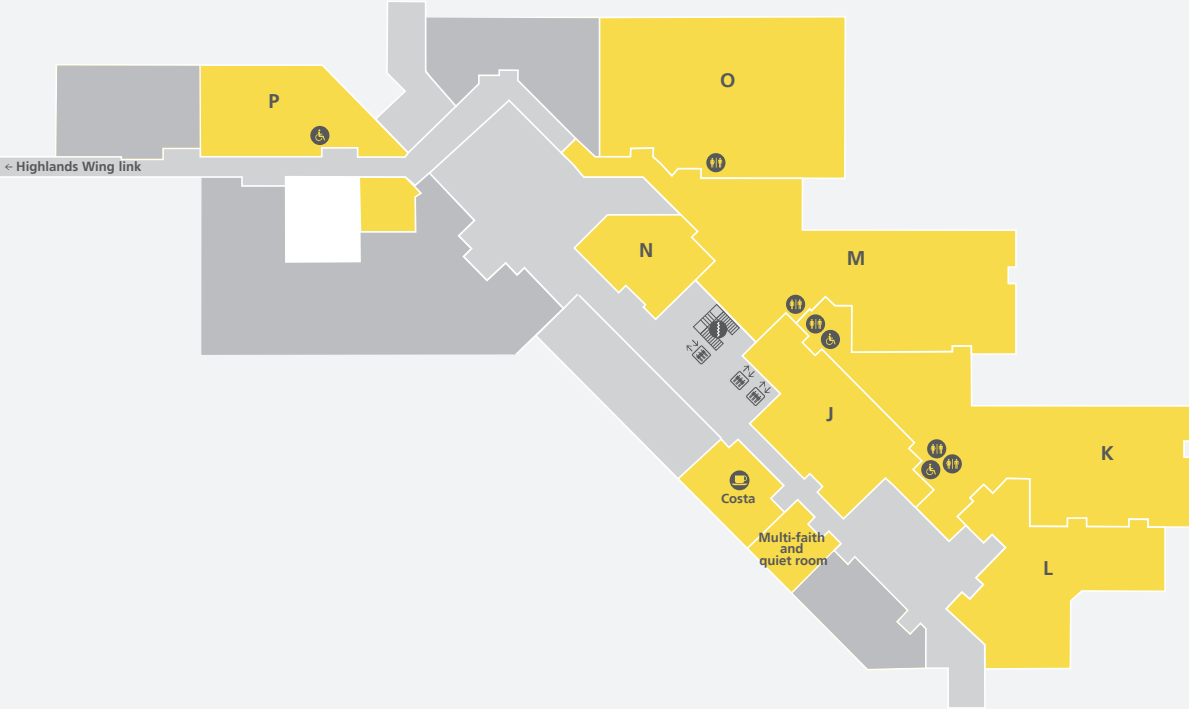 O
P
← Highlands Wing link
N
M
J
K
Costa
Multi-faith
and
quiet room
L